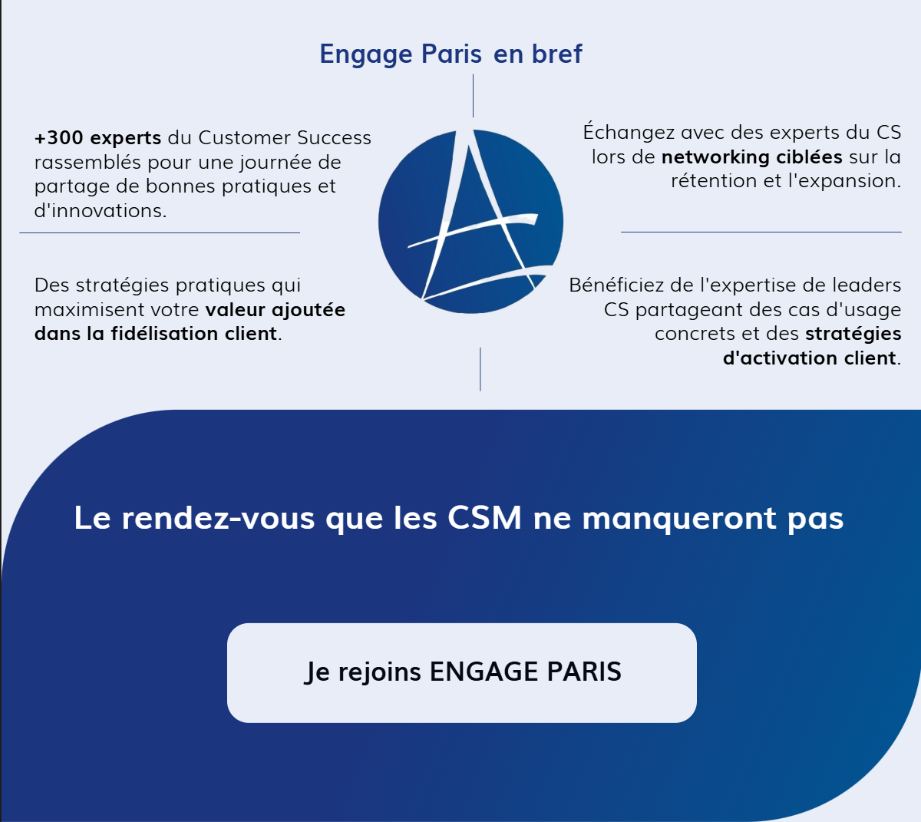 Engage Paris en bref
+300 experts du Customer Success
rassemblés pour une journée de
partage de bonnes pratiques et
d'innovations.
Échangez avec des experts du CS
lors de networking ciblées sur la
rétention et l'expansion.
Des stratégies pratiques qui
maximisent votre valeur ajoutée
dans la fidélisation client.
Bénéficiez de l'expertise de leaders
CS partageant des cas d'usage
concrets et des stratégies
d'activation client.
Le rendez-vous que les CSM ne manqueront pas
Je rejoins ENGAGE PARIS